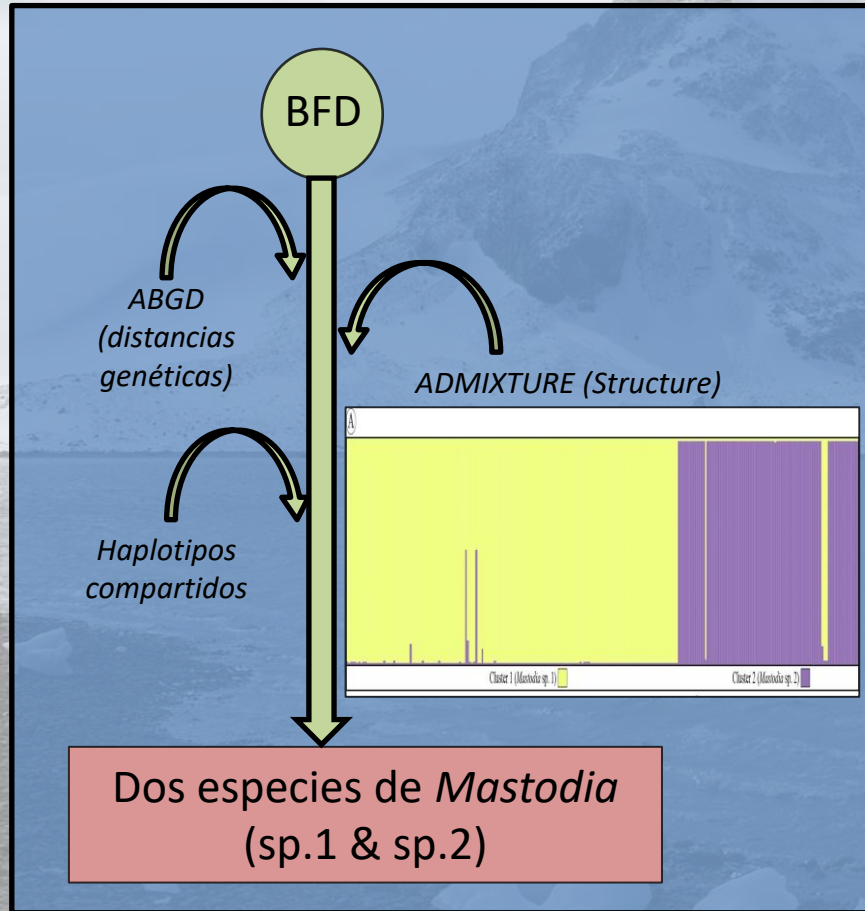 BFD
ABGD
(distancias
genéticas)
ADMIXTURE (Structure)
A
Haplotipos
compartidos
Cluster 1 (Mastodia sp. 1)
Cluster 2 (Mastodia sp. 2)
Dos especies de Mastodia
(sp.1 & sp.2)